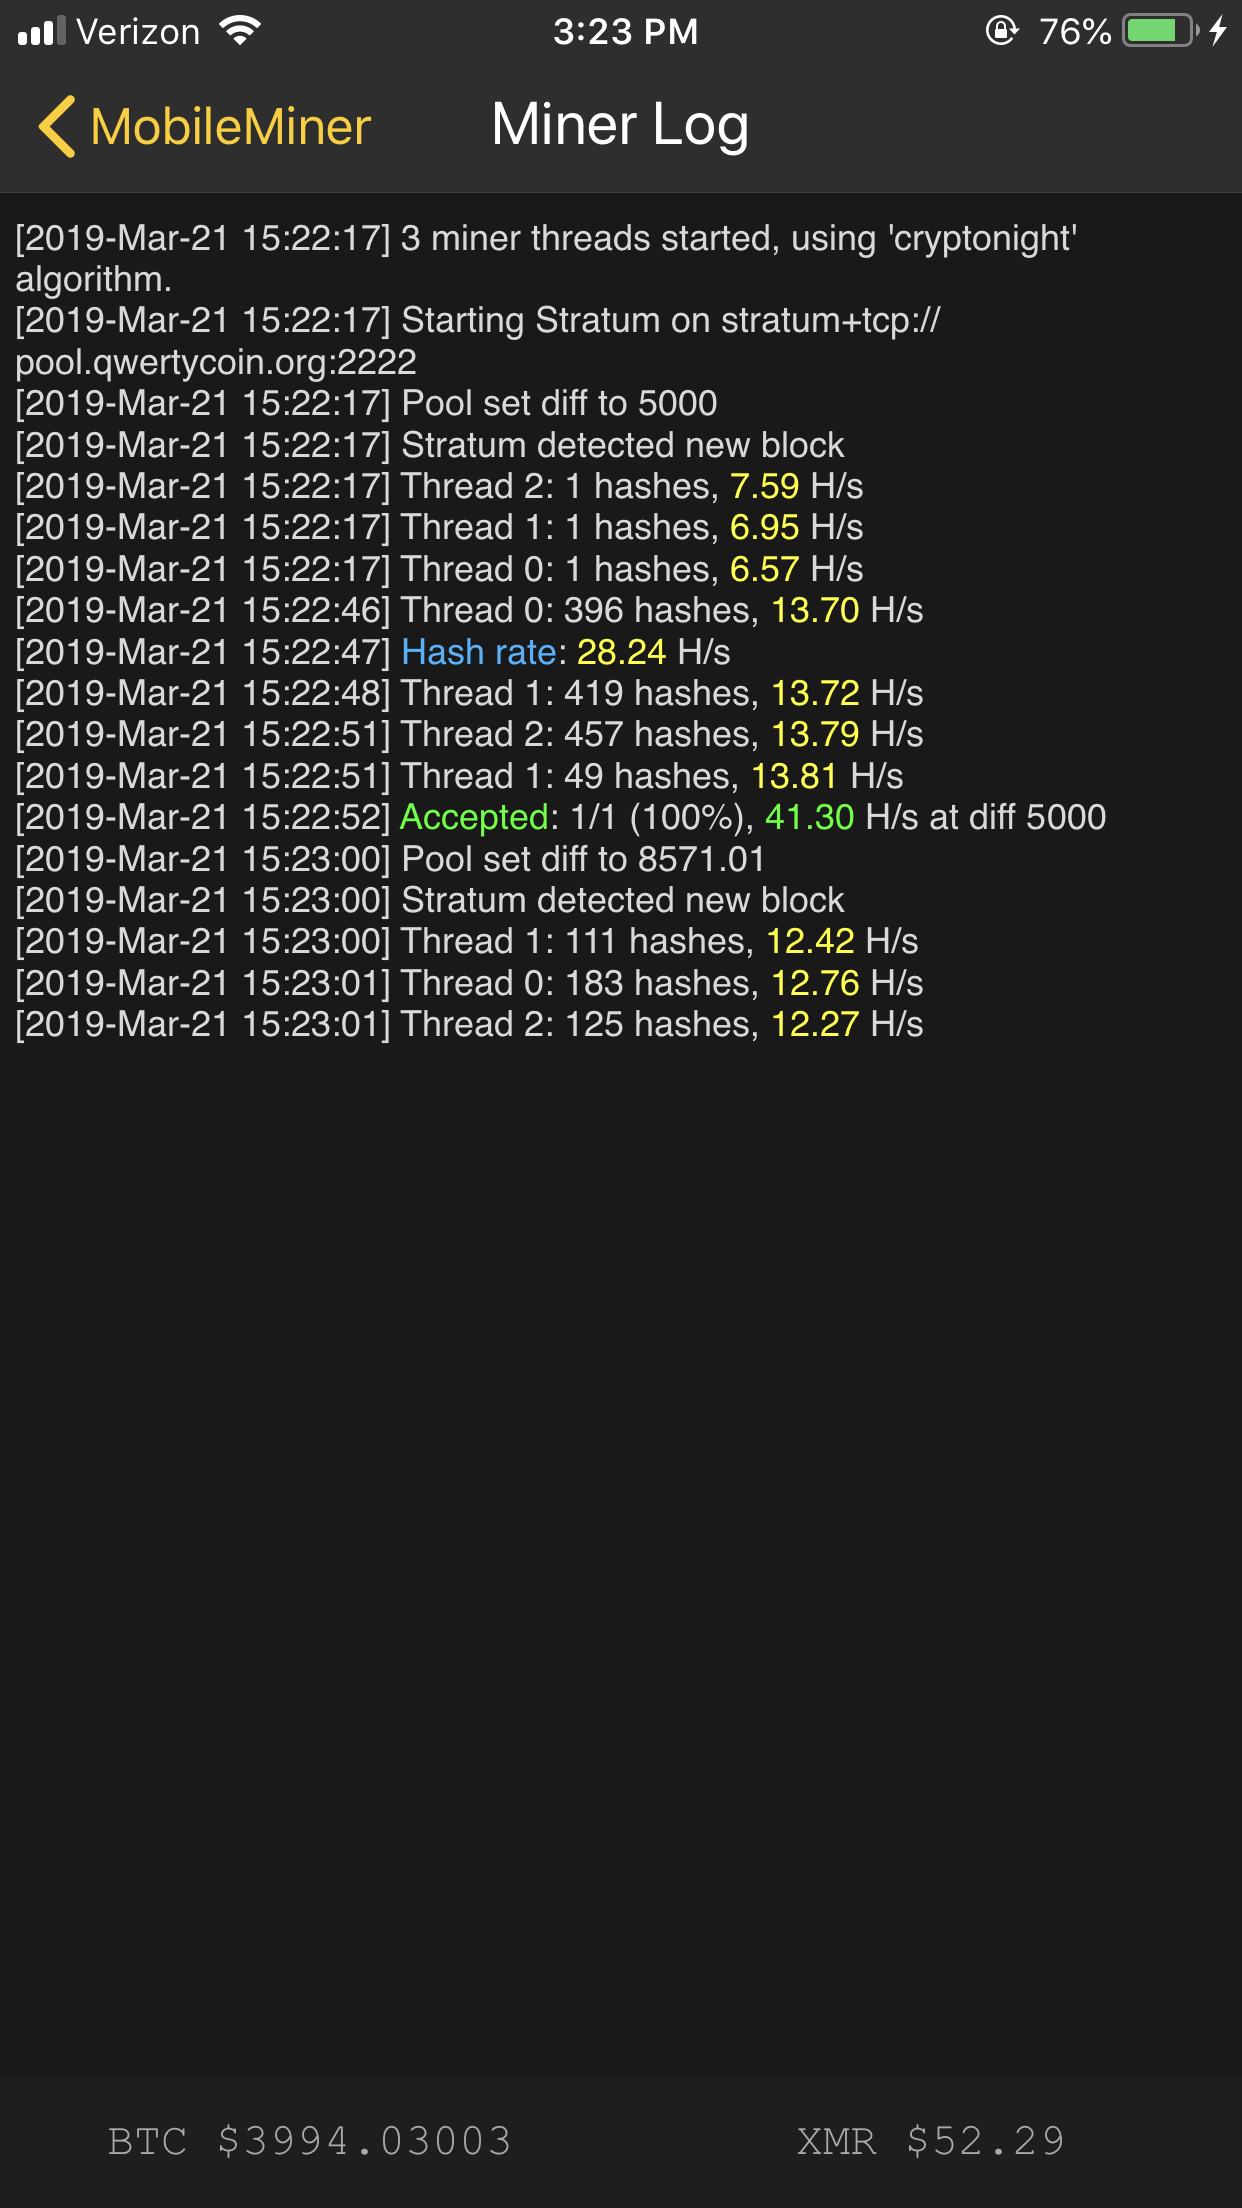 Verizon 3:23 PM 76%
MobileMiner Miner Log
[2019-Mar-21 15:22:17] 3 miner threads started, using 'cryptonight'
algorithm.
[2019-Mar-21 15:22:17] Starting Stratum on stratum+tcp://
pool.qwertycoin.org:2222
[2019-Mar-21 15:22:17] Pool set diff to 5000
[2019-Mar-21 15:22:17] Stratum detected new block
[2019-Mar-21 15:22:17] Thread 2: 1 hashes, 7.59 H/s
[2019-Mar-21 15:22:17] Thread 1: 1 hashes, 6.95 H/s
[2019-Mar-21 15:22:17] Thread 0: 1 hashes, 6.57 H/s
[2019-Mar-21 15:22:46] Thread 0: 396 hashes, 13.70 H/s
[2019-Mar-21 15:22:47] Hash rate: 28.24 H/s
[2019-Mar-21 15:22:48] Thread 1: 419 hashes, 13.72 H/s
[2019-Mar-21 15:22:51] Thread 2: 457 hashes, 13.79 H/s
[2019-Mar-21 15:22:51] Thread 1: 49 hashes, 13.81 H/s
[2019-Mar-21 15:22:52] Accepted: 1/1 (100%), 41.30 H/s at diff 5000
[2019-Mar-21 15:23:00] Pool set diff to 8571.01
[2019-Mar-21 15:23:00] Stratum detected new block
[2019-Mar-21 15:23:00] Thread 1: 111 hashes, 12.42 H/s
[2019-Mar-21 15:23:01] Thread 0: 183 hashes, 12.76 H/s
[2019-Mar-21 15:23:01] Thread 2: 125 hashes, 12.27 H/s
BTC $3994.03003 XMR $52.29